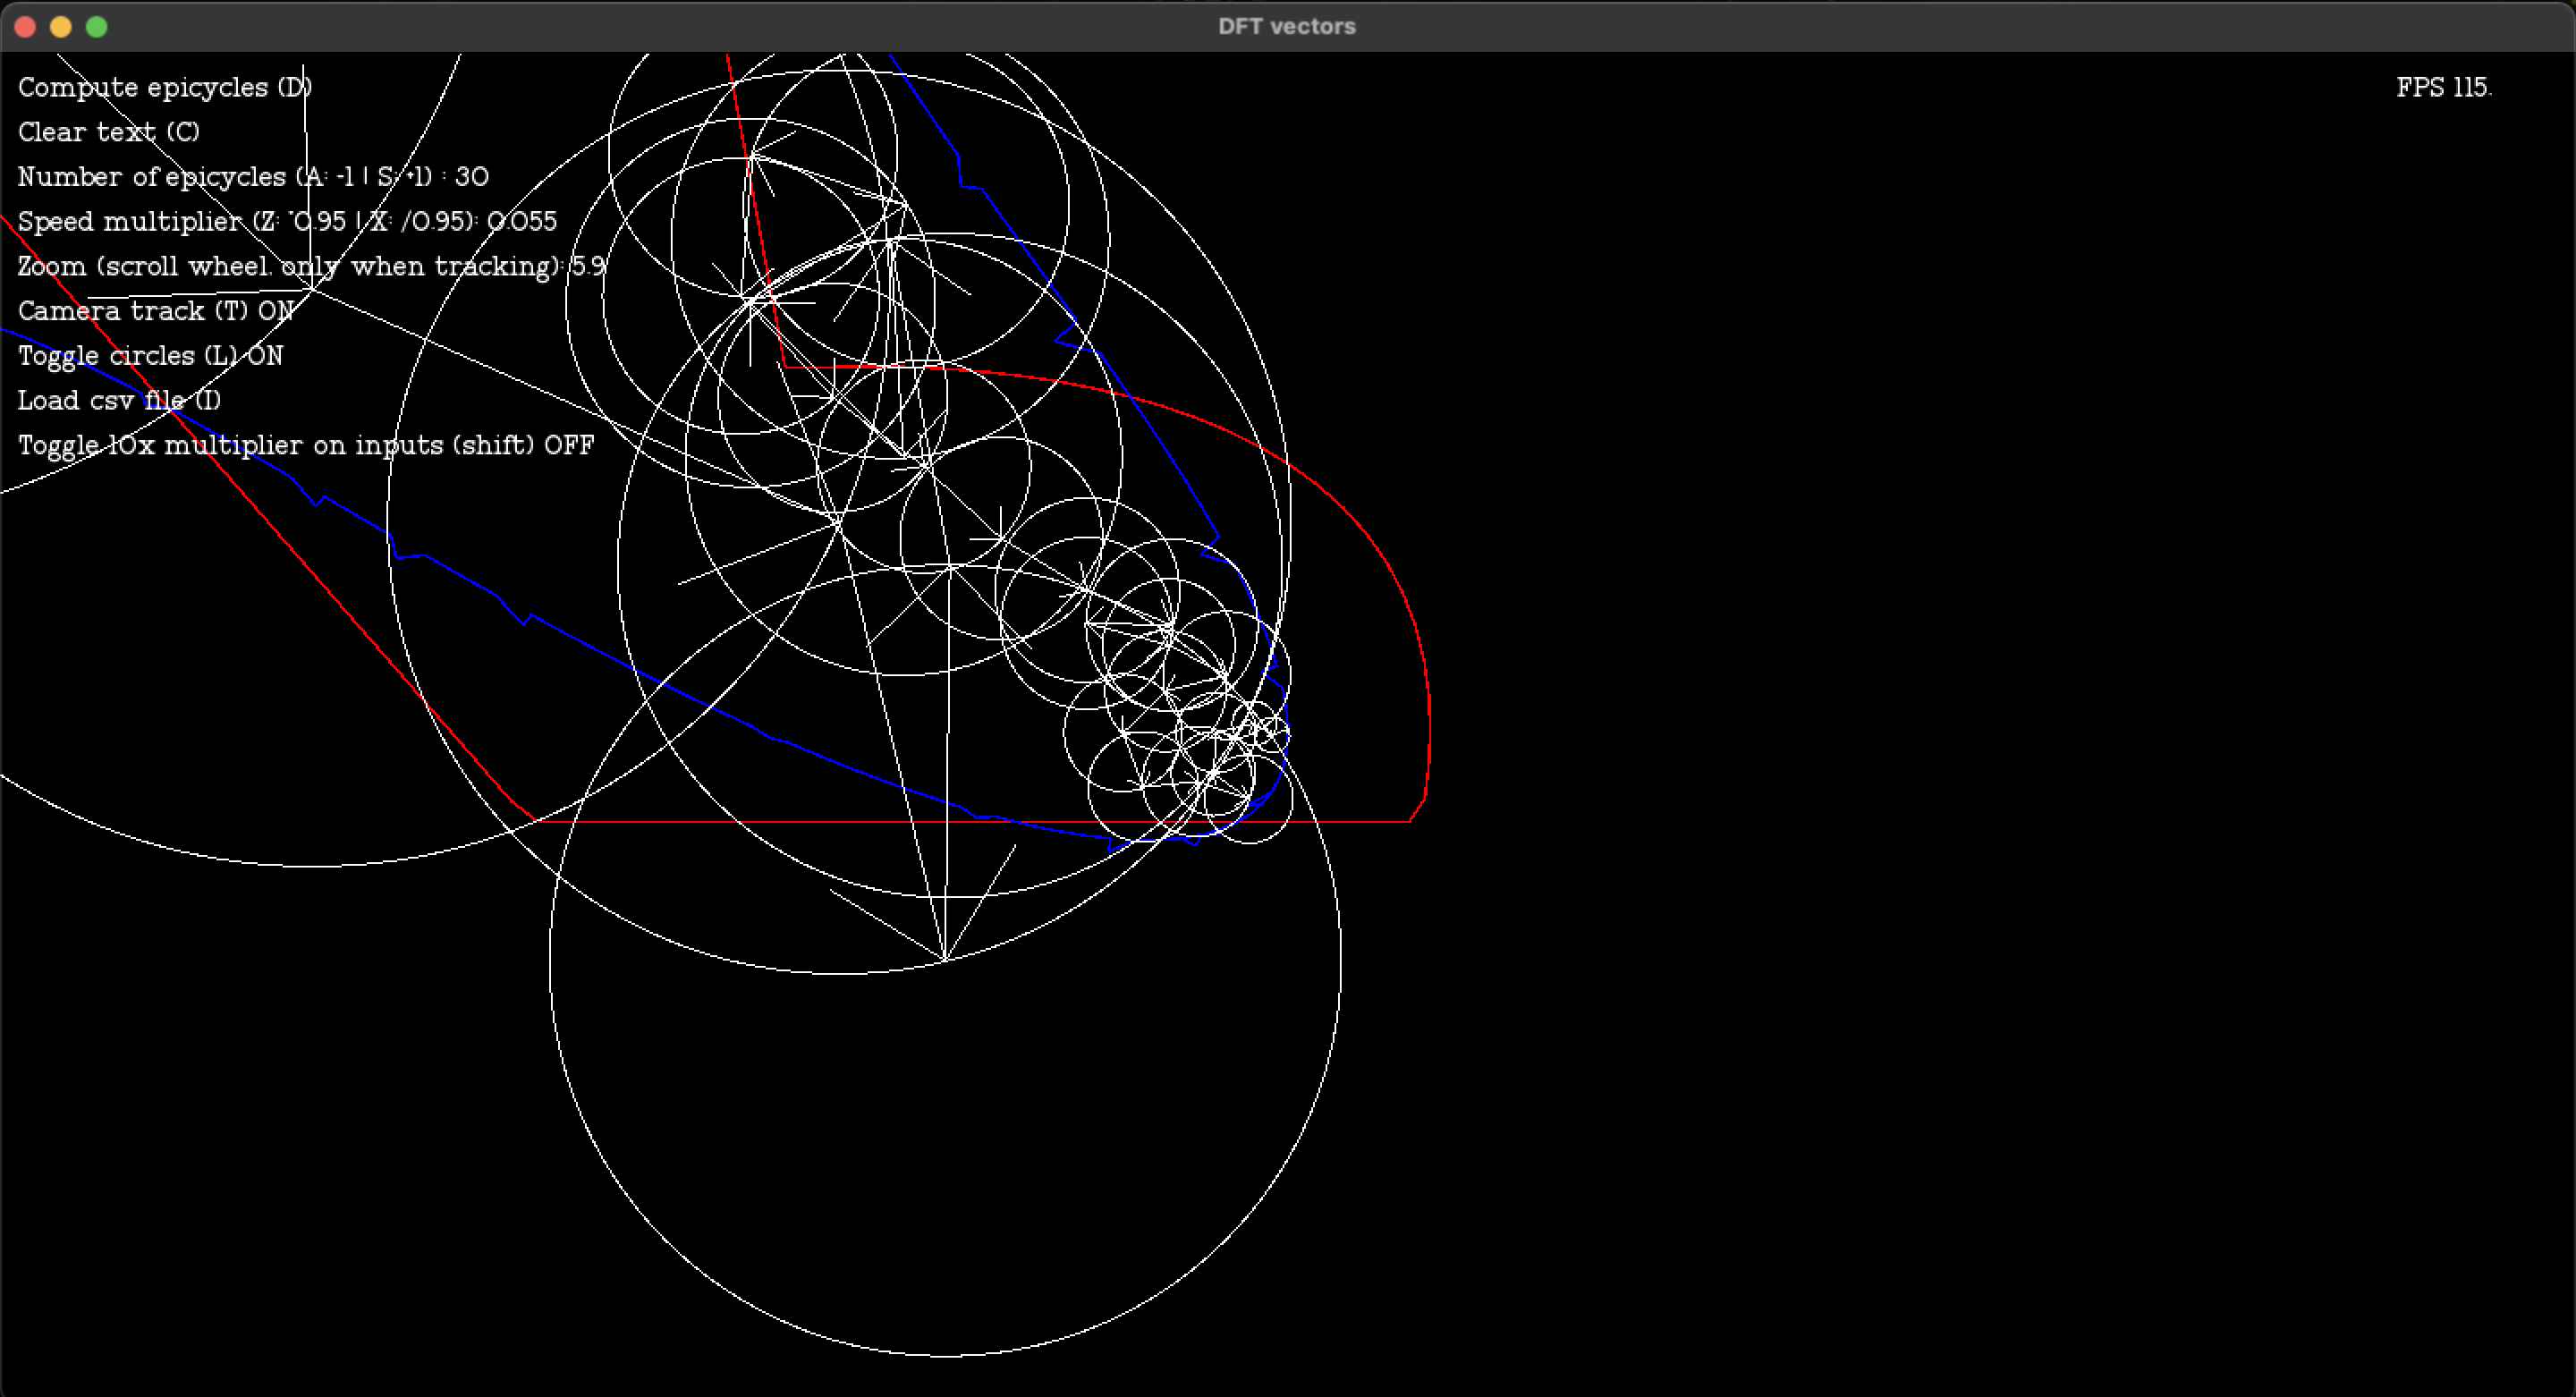 DFT vectors
Compute epicycles (D)
FPS 115.
Clear text (C)
Number of epicycles (A: -1 | S: +1) : 30
Speed multiplier (Z: *0.95 | X: /0.95): 0.055
Zoom (scroll wheel, only when tracking): 5.9
Camera track (T) ON
Toggle circles (L) ON
Load csv file (I)
Toggle 10x multiplier on inputs (shift) OFF